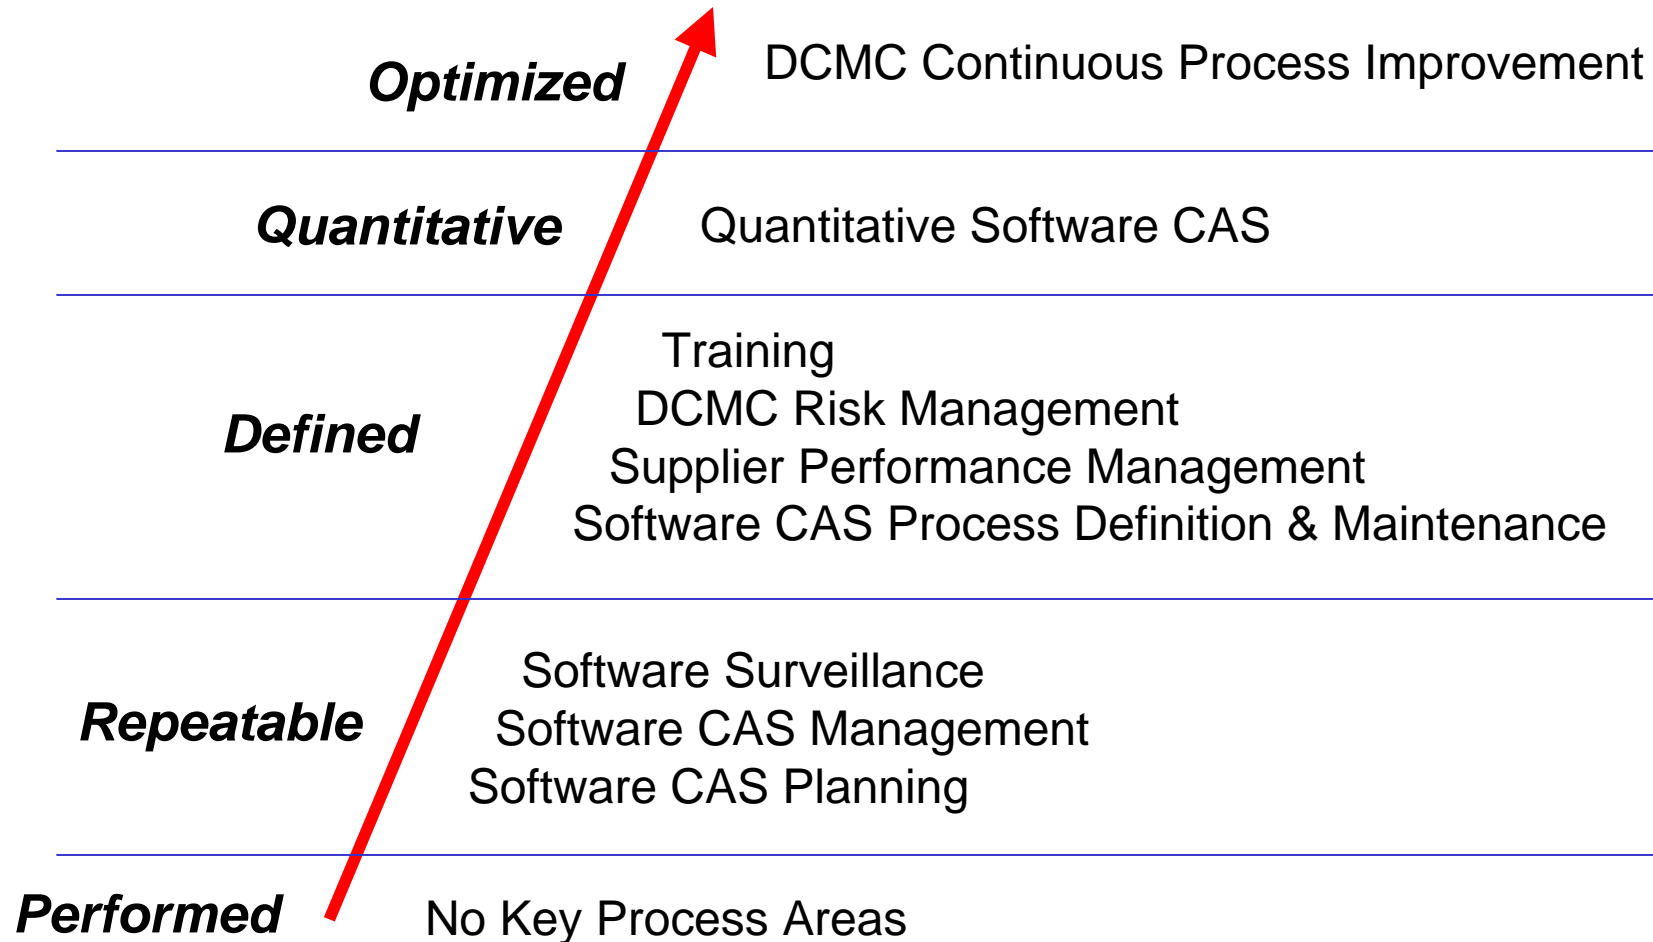 Optimized
DCMC Continuous Process Improvement
Quantitative
Quantitative Software CAS
Defined
Training
DCMC Risk Management
Supplier Performance Management
Software CAS Process Definition & Maintenance
Repeatable
Software Surveillance
Software CAS Management
Software CAS Planning
Performed
No Key Process Areas